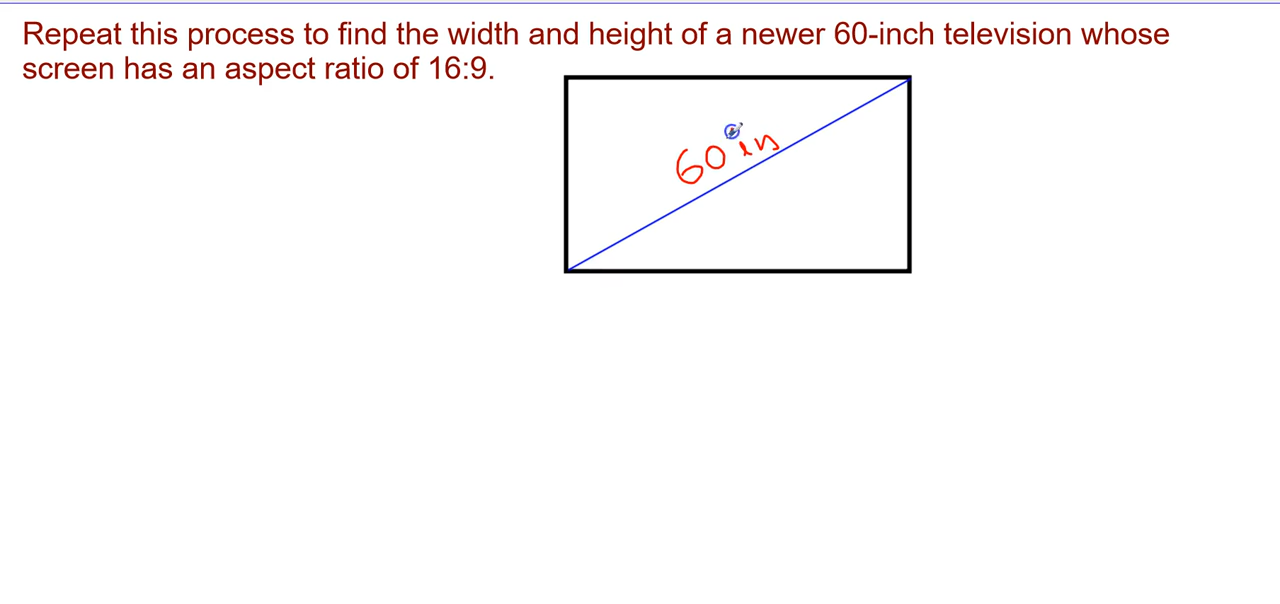 Repeat this process to find the width and height of a newer 60-inch television whose
screen has an aspect ratio of 16:9.
60 in